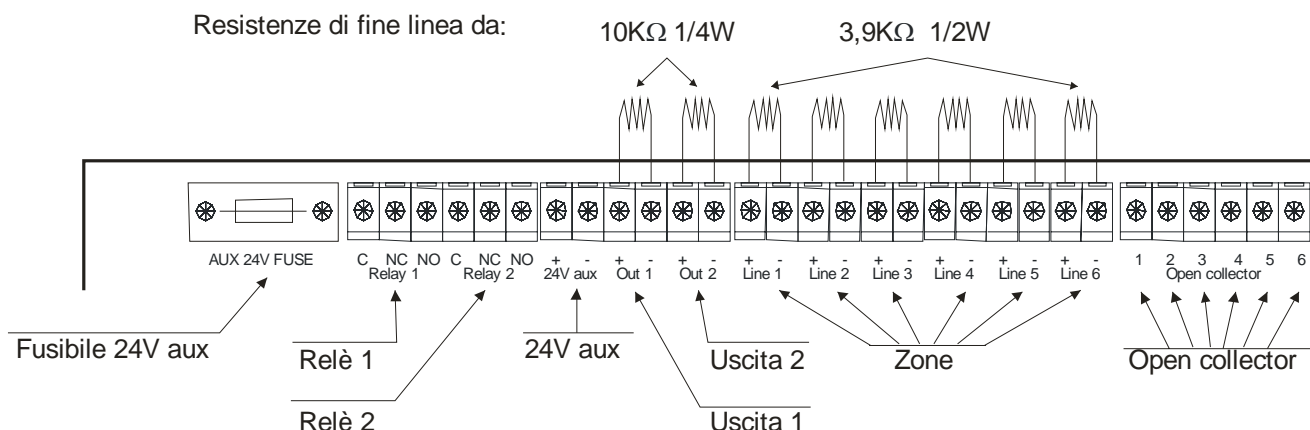 Resistenze di fine linea da: 10KΩ 1/4W 3,9KΩ 1/2W
AUX 24V FUSE
C NC NO C NC NO + - + - + - + - + - + - + - + - + - 1 2 3 4 5 6
Relay 1 Relay 2 24V aux Out 1 Out 2 Line 1 Line 2 Line 3 Line 4 Line 5 Line 6 Open collector
Fusibile 24V aux Relè 1 24V aux Uscita 2 Zone Open collector
Relè 2 Uscita 1